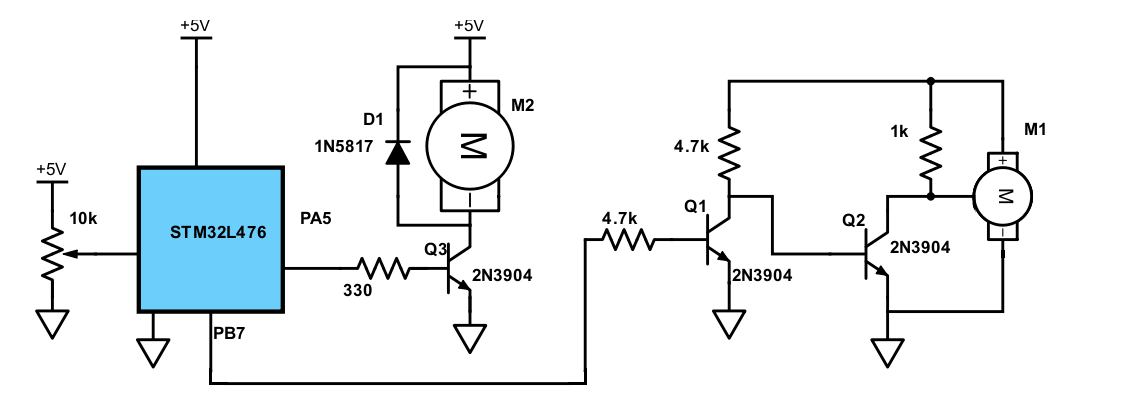 +5V
+5V
+
M2
D1
1N5817
M
−
1k
M1
4.7k
+5V
+
M
−
10k
PA5
STM32L476
Q1
4.7k
Q2
Q3
2N3904
2N3904
2N3904
330
PB7